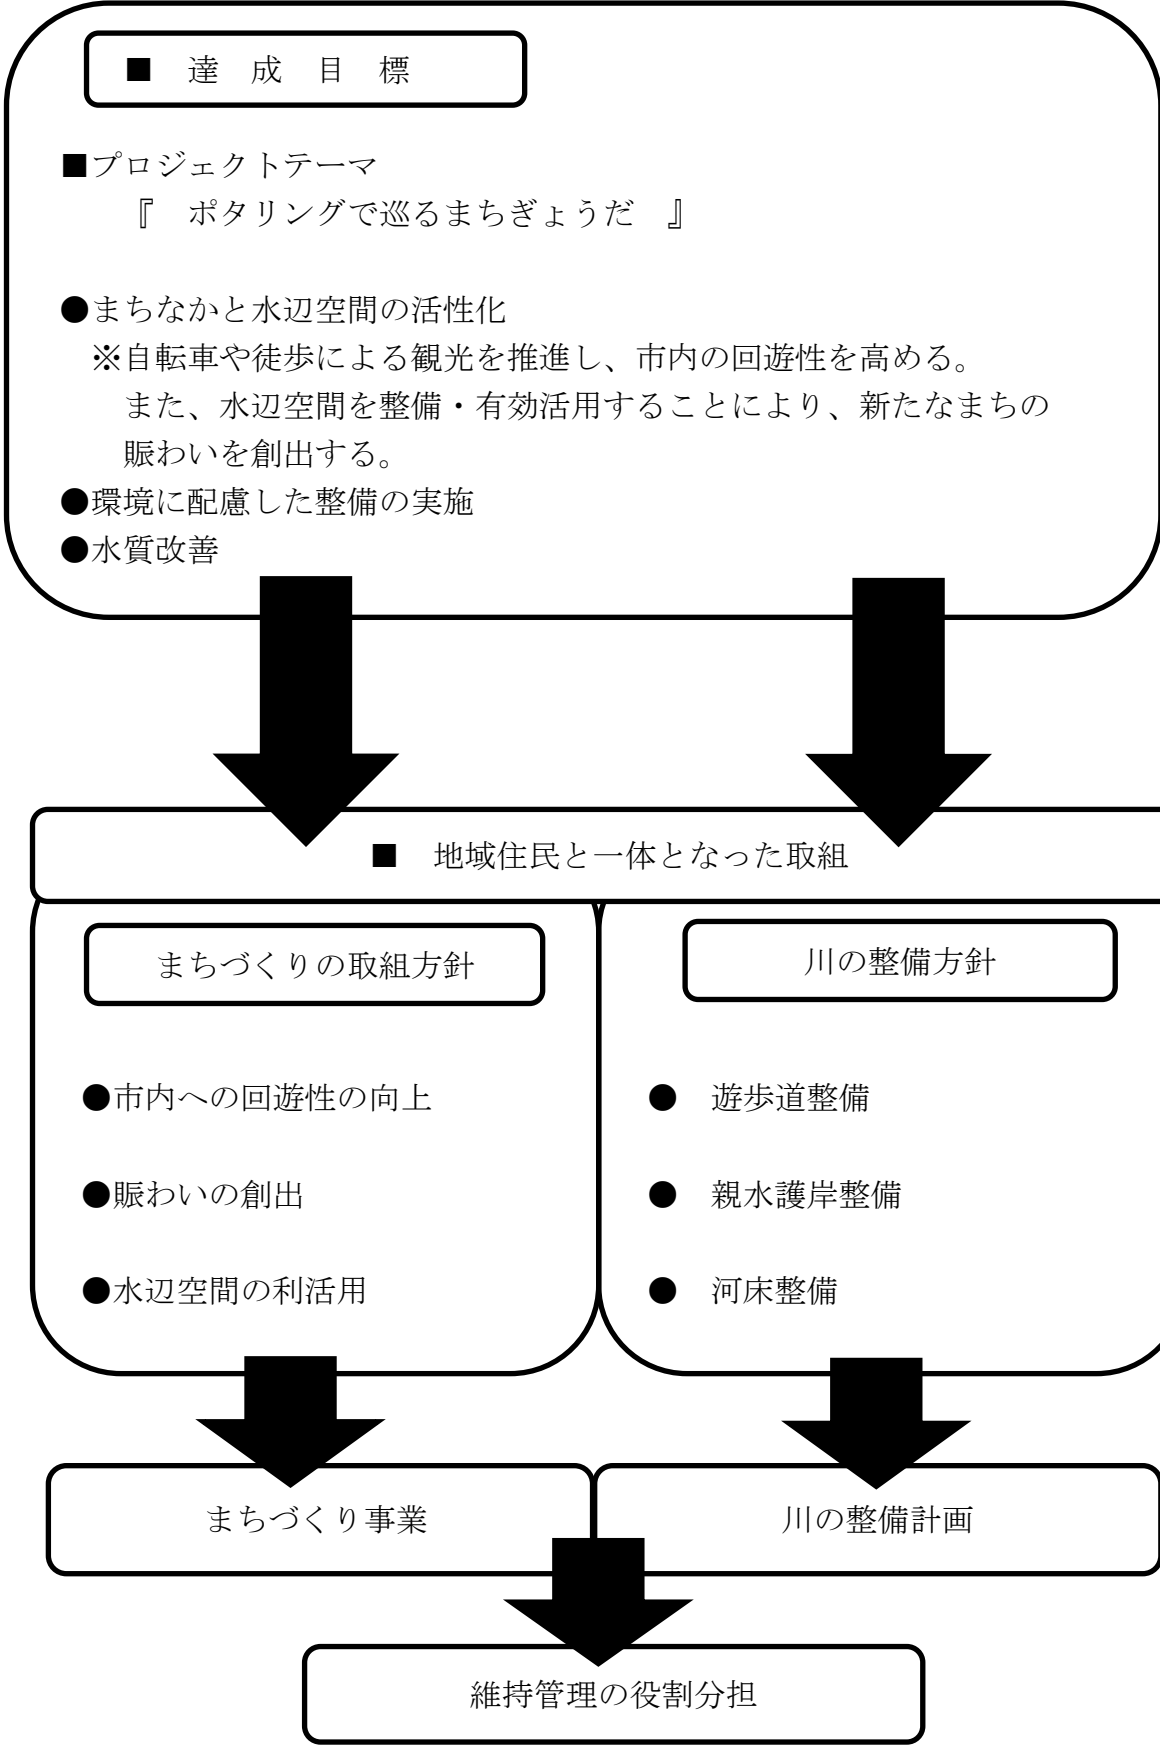 ■ 達 成 目 標
■プロジェクトテーマ
『 ポタリングで巡るまちぎょうだ 』
●まちなかと水辺空間の活性化
※自転車や徒歩による観光を推進し、市内の回遊性を高める。
また、水辺空間を整備・有効活用することにより、新たなまちの
賑わいを創出する。
●環境に配慮した整備の実施
●水質改善
■ 地域住民と一体となった取組
まちづくりの取組方針
●市内への回遊性の向上
●賑わいの創出
●水辺空間の利活用
川の整備方針
● 遊歩道整備
● 親水護岸整備
● 河床整備
まちづくり事業
川の整備計画
維持管理の役割分担